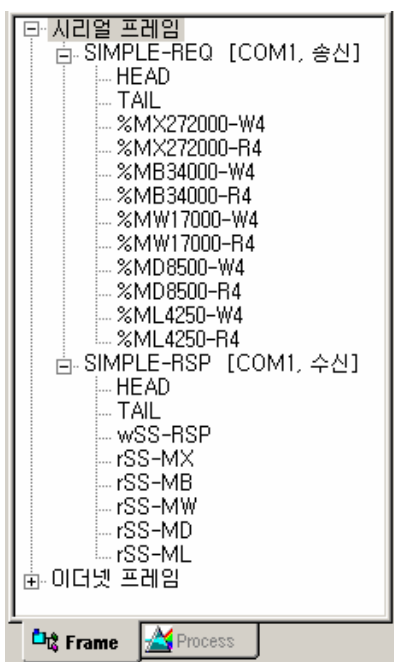 시리얼 프레임
SIMPLE-REQ [COM1, 송신]
HEAD
TAIL
%MX272000-W4
%MX272000-R4
%MB34000-W4
%MB34000-R4
%MW17000-W4
%MW17000-R4
%MD8500-W4
%MD8500-R4
%ML4250-W4
%ML4250-R4
SIMPLE-RSP [COM1, 수신]
HEAD
TAIL
wSS-RSP
rSS-MX
rSS-MB
rSS-MW
rSS-MD
rSS-ML
이더넷 프레임
Frame Process